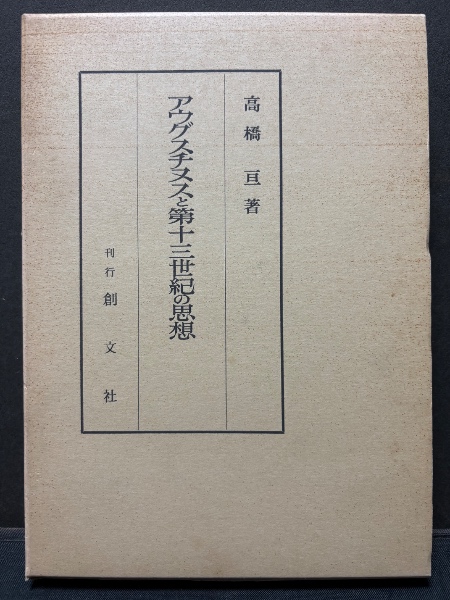 高橋亘著
アウグスチヌスと第十三世紀の思想
刊行 創文社